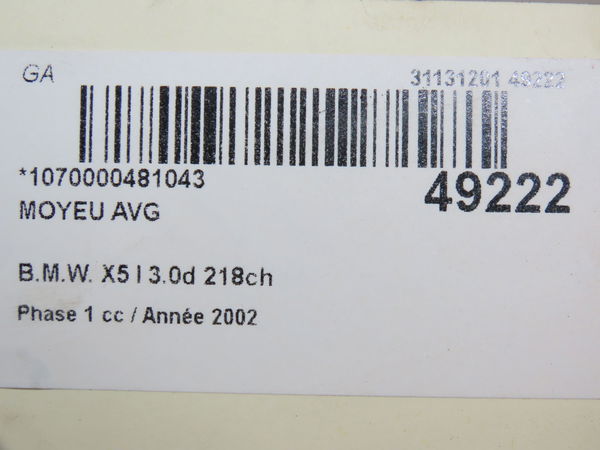 GA
31131201 49222
*1070000481043
49222
MOYEU AVG
B.M.W. X5 I 3.0d 218ch
Phase 1 cc / Année 2002